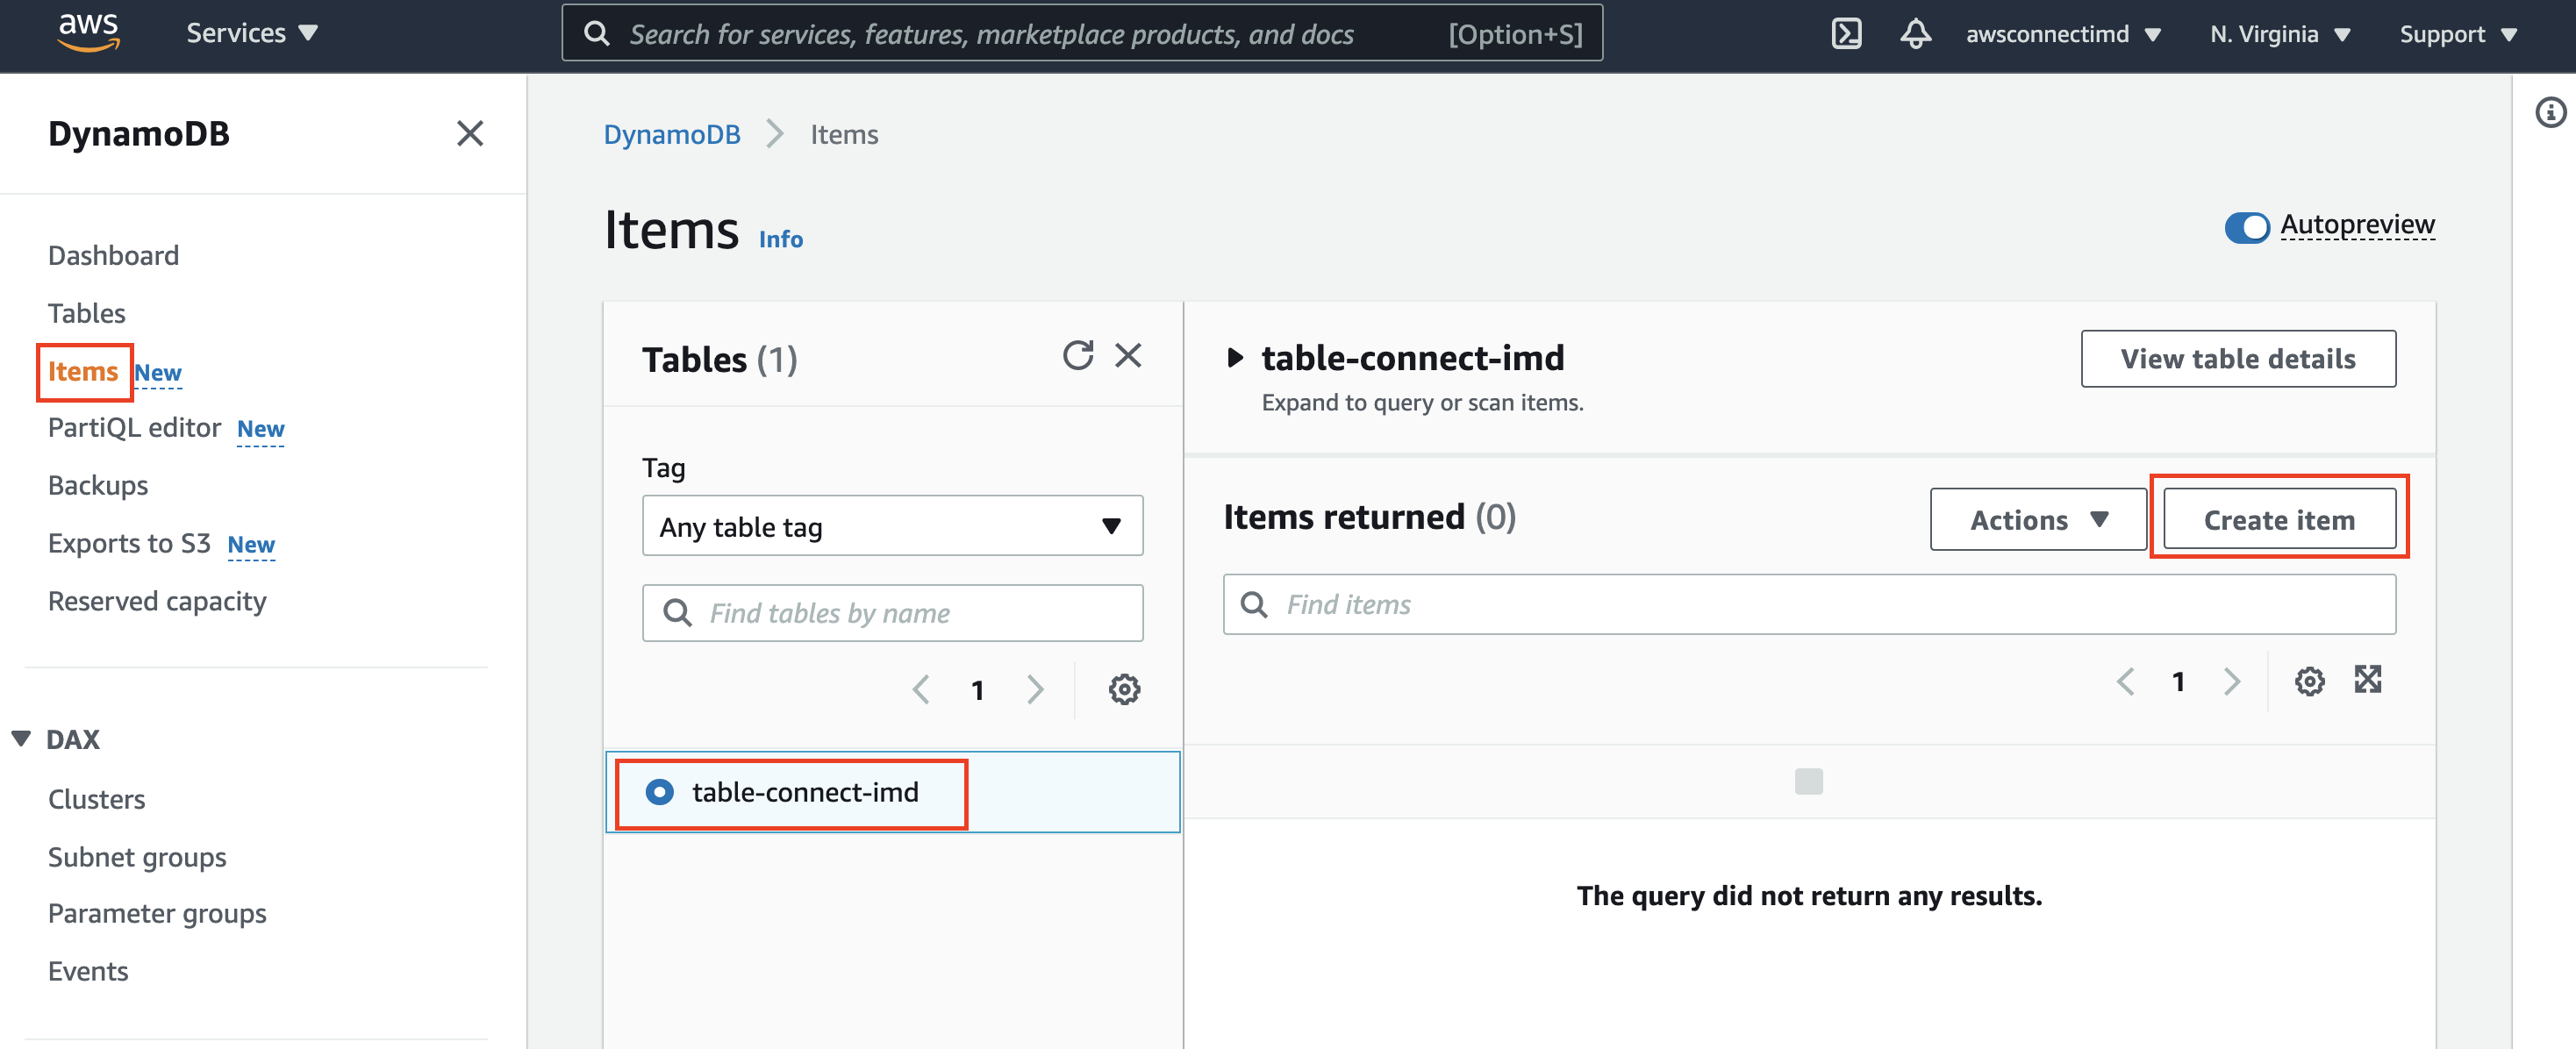 aws
Services
Search for services, features, marketplace products, and docs [Option+S]
awsconnectimd
N. Virginia
Support
DynamoDB
Dashboard
Tables
Items New
PartiQL editor New
Backups
Exports to S3 New
Reserved capacity
DAX
Clusters
Subnet groups
Parameter groups
Events
DynamoDB Items
Items Info
Autopreview
Tables (1)
Tag
Any table tag
Find tables by name
1
table-connect-imd
table-connect-imd
Expand to query or scan items.
View table details
Items returned (0)
Actions
Create item
Find items
1
The query did not return any results.